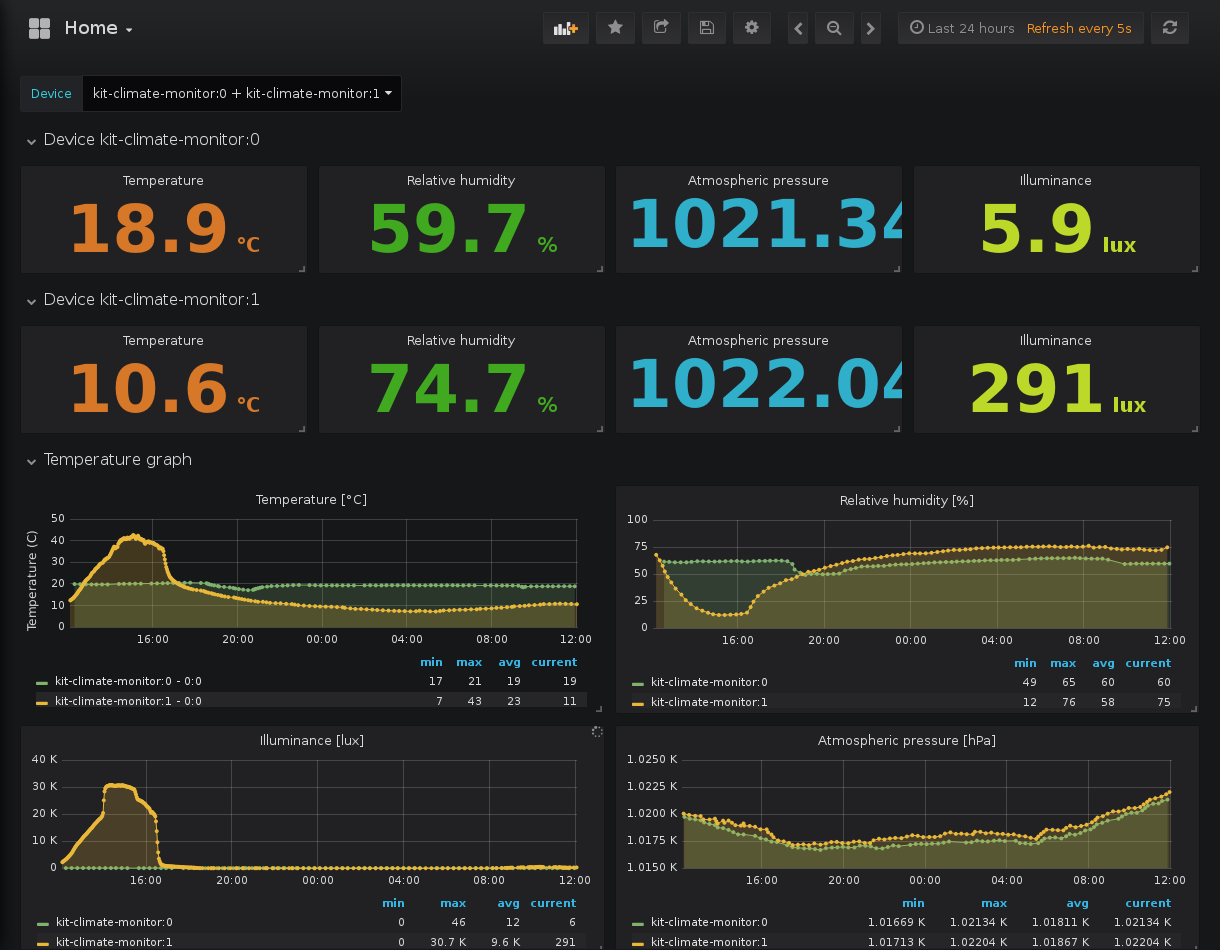 Home
Last 24 hours Refresh every 5s
Device kit-climate-monitor:0 + kit-climate-monitor:1
Device kit-climate-monitor:0
Temperature
18.9 °C
Relative humidity
59.7 %
Atmospheric pressure
1021.34
Illuminance
5.9 lux
Device kit-climate-monitor:1
Temperature
10.6 °C
Relative humidity
74.7 %
Atmospheric pressure
1022.04
Illuminance
291 lux
Temperature graph
Temperature [°C]
Temperature (C)
50
40
30
20
10
0
16:00 20:00 00:00 04:00 08:00 12:00
min max avg current
kit-climate-monitor:0 - 0:0 17 21 19 19
kit-climate-monitor:1 - 0:0 7 43 23 11
Relative humidity [%]
100
75
50
25
0
16:00 20:00 00:00 04:00 08:00 12:00
min max avg current
kit-climate-monitor:0 49 65 60 60
kit-climate-monitor:1 12 76 58 75
Illuminance [lux]
40 K
30 K
20 K
10 K
0
16:00 20:00 00:00 04:00 08:00 12:00
min max avg current
kit-climate-monitor:0 0 46 12 6
kit-climate-monitor:1 0 30.7 K 9.6 K 291
Atmospheric pressure [hPa]
1.0250 K
1.0225 K
1.0200 K
1.0175 K
1.0150 K
16:00 20:00 00:00 04:00 08:00 12:00
min max avg current
kit-climate-monitor:0 1.01669 K 1.02134 K 1.01811 K 1.02134 K
kit-climate-monitor:1 1.01713 K 1.02204 K 1.01867 K 1.02204 K